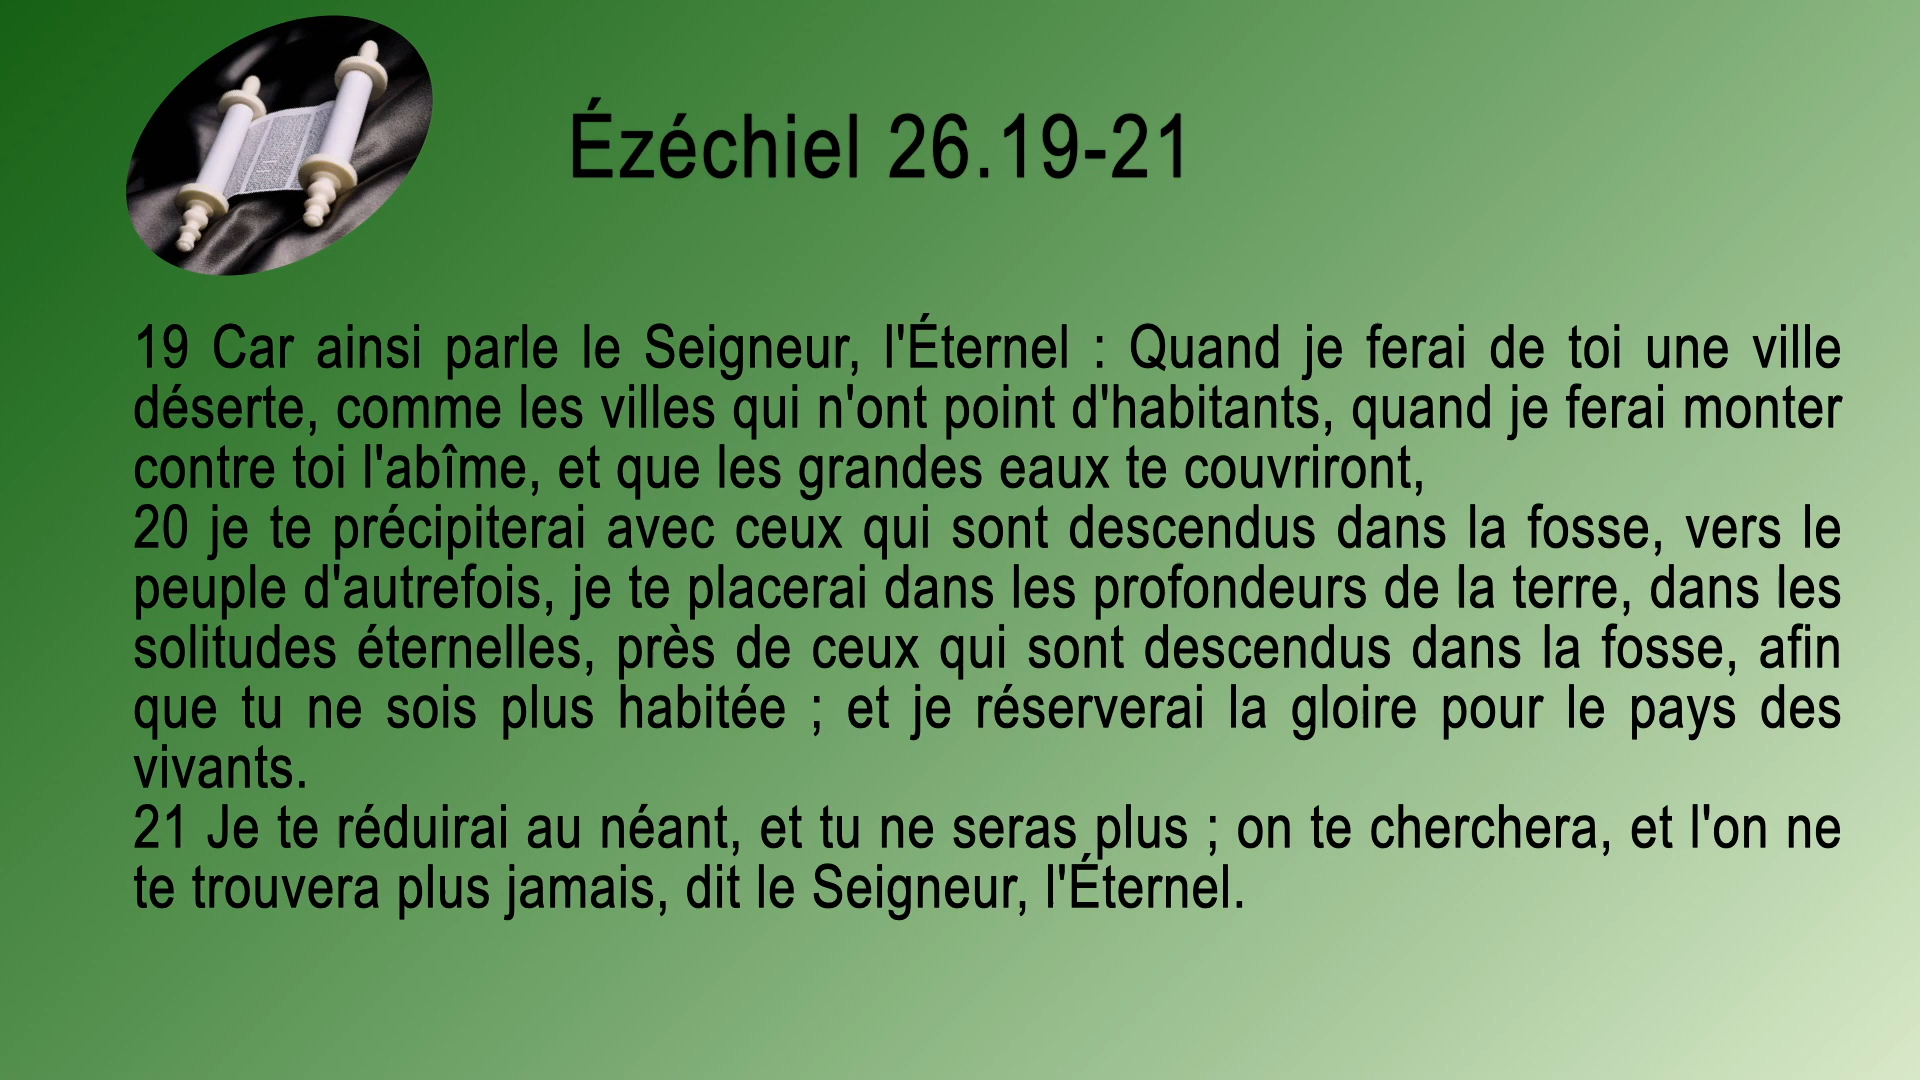 Ézéchiel 26.19-21
19 Car ainsi parle le Seigneur, l'Éternel : Quand je ferai de toi une ville
déserte, comme les villes qui n'ont point d'habitants, quand je ferai monter
contre toi l'abîme, et que les grandes eaux te couvriront,
20 je te précipiterai avec ceux qui sont descendus dans la fosse, vers le
peuple d'autrefois, je te placerai dans les profondeurs de la terre, dans les
solitudes éternelles, près de ceux qui sont descendus dans la fosse, afin
que tu ne sois plus habitée ; et je réserverai la gloire pour le pays des
vivants.
21 Je te réduirai au néant, et tu ne seras plus ; on te cherchera, et l'on ne
te trouvera plus jamais, dit le Seigneur, l'Éternel.